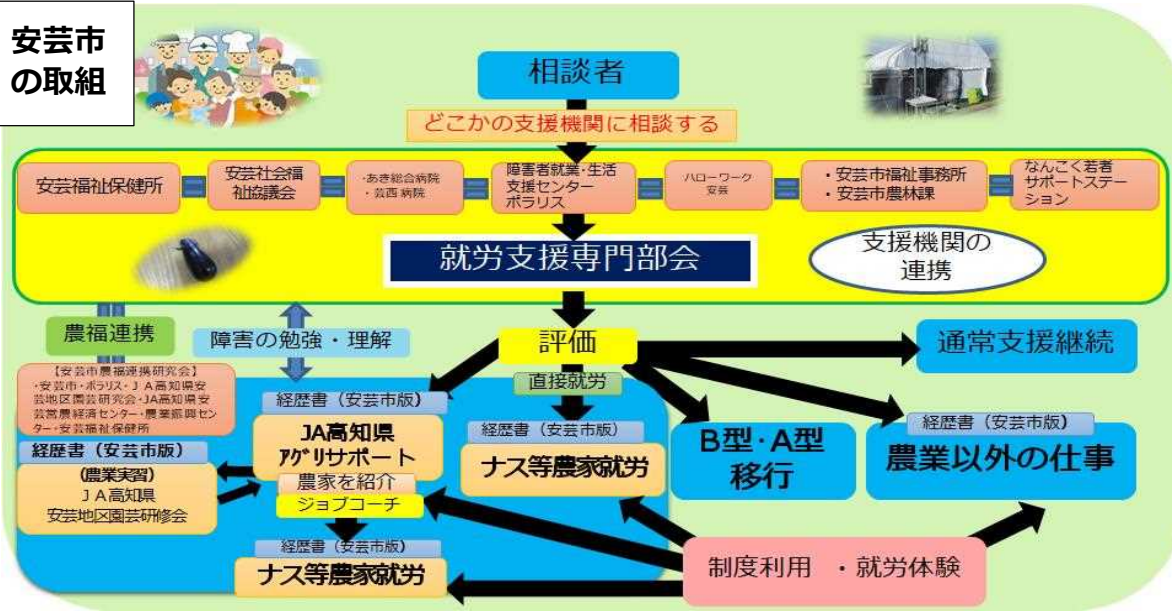 安芸市
の取組
相談者
どこかの支援機関に相談する
安芸福祉保健所
安芸社会福
祉協議会
・あき総合病院
・芸西病院
障害者就業・生活
支援センター
ポラリス
ハローワーク
安芸
・安芸市福祉事務所
・安芸市農林課
なんこく若者
サポートステー
ション
就労支援専門部会
支援機関の
連携
農福連携
障害の勉強・理解
評価
通常支援継続
【安芸市農福連携研究会】
・安芸市・ポラリス・JA高知県安
芸地区園芸研究会・JA高知県安
芸営農経済センター・農業振興セン
ター・安芸福祉保健所
直接就労
経歴書（安芸市版）
JA高知県
アグリサポート
農家を紹介
ジョブコーチ
経歴書（安芸市版）
ナス等農家就労
B型・A型
移行
経歴書（安芸市版）
農業以外の仕事
経歴書（安芸市版）
(農業実習)
JA高知県
安芸地区園芸研修会
経歴書（安芸市版）
ナス等農家就労
制度利用 ・就労体験